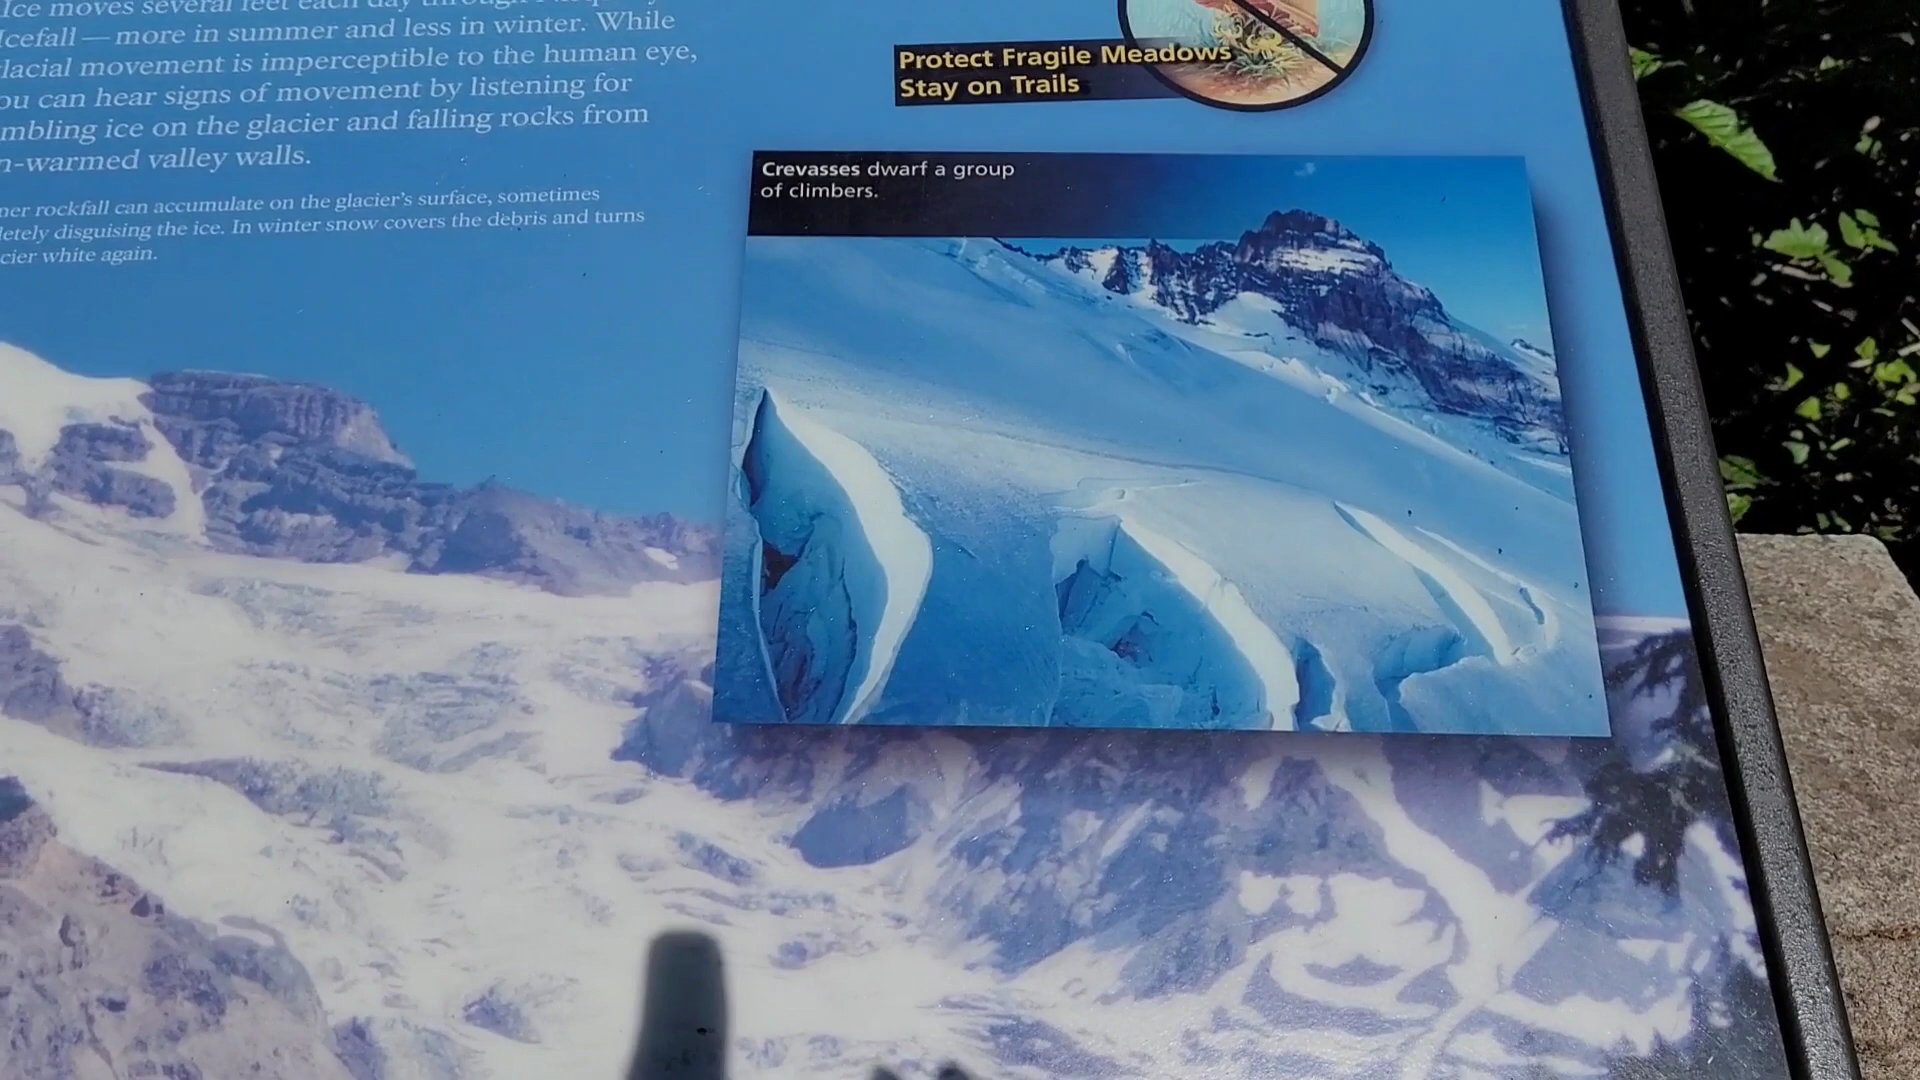 Ice moves several feet each day through
Icefall — more in summer and less in winter. While
lacial movement is imperceptible to the human eye,
ou can hear signs of movement by listening for
mbling ice on the glacier and falling rocks from
n-warmed valley walls.
ner rockfall can accumulate on the glacier's surface, sometimes
letely disguising the ice. In winter snow covers the debris and turns
cier white again.
Protect Fragile Meadows
Stay on Trails
Crevasses dwarf a group
of climbers.